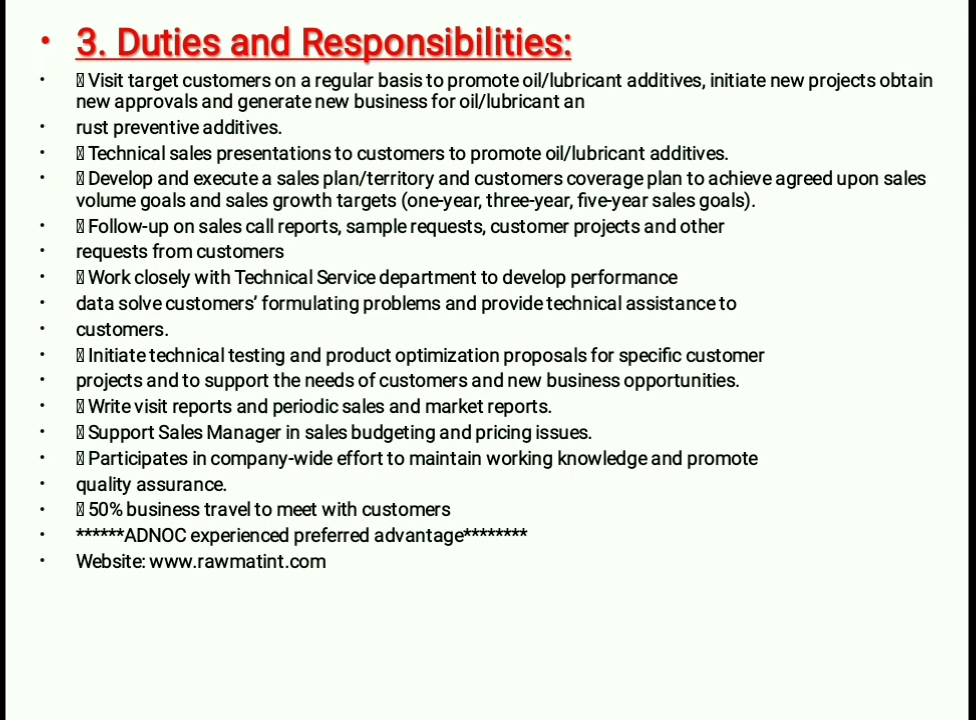 • 3. Duties and Responsibilities:
• Visit target customers on a regular basis to promote oil/lubricant additives, initiate new projects obtain
new approvals and generate new business for oil/lubricant an
• rust preventive additives.
• Technical sales presentations to customers to promote oil/lubricant additives.
• Develop and execute a sales plan/territory and customers coverage plan to achieve agreed upon sales
volume goals and sales growth targets (one-year, three-year, five-year sales goals).
• Follow-up on sales call reports, sample requests, customer projects and other
• requests from customers
• Work closely with Technical Service department to develop performance
• data solve customers’ formulating problems and provide technical assistance to
• customers.
• Initiate technical testing and product optimization proposals for specific customer
• projects and to support the needs of customers and new business opportunities.
• Write visit reports and periodic sales and market reports.
• Support Sales Manager in sales budgeting and pricing issues.
• Participates in company-wide effort to maintain working knowledge and promote
• quality assurance.
• 50% business travel to meet with customers
• ******ADNOC experienced preferred advantage********
• Website: www.rawmatint.com